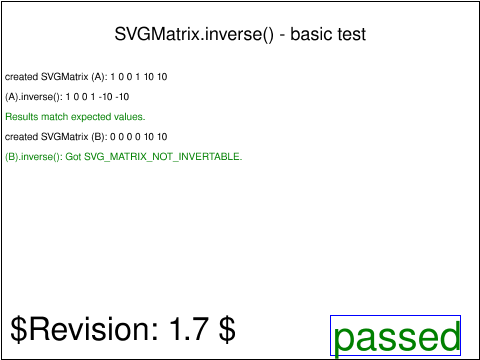 SVGMatrix.inverse() - basic test
created SVGMatrix (A): 1 0 0 1 10 10
(A).inverse(): 1 0 0 1 -10 -10
Results match expected values.
created SVGMatrix (B): 0 0 0 0 10 10
(B).inverse(): Got SVG_MATRIX_NOT_INVERTABLE.
$Revision: 1.7 $
passed